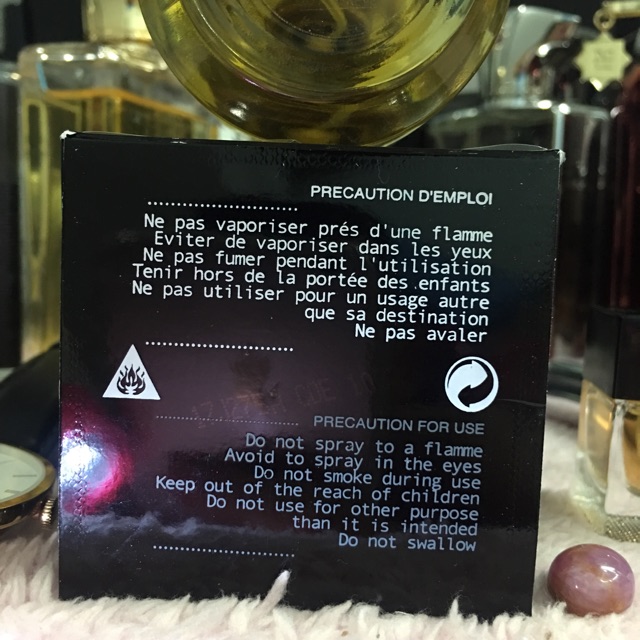 PRECAUTION D'EMPLOI
Ne pas vaporiser prés d'une flamme
Eviter de vaporiser dans les yeux
Ne pas fumer pendant l'utilisation
Tenir hors de la portée des enfants
Ne pas utiliser pour un usage autre
que sa destination
Ne pas avaler
PRECAUTION FOR USE
Do not spray to a flamme
Avoid to spray in the eyes
Do not smoke during use
Keep out of the reach of children
Do not use for other purpose
than it is intended
Do not swallow